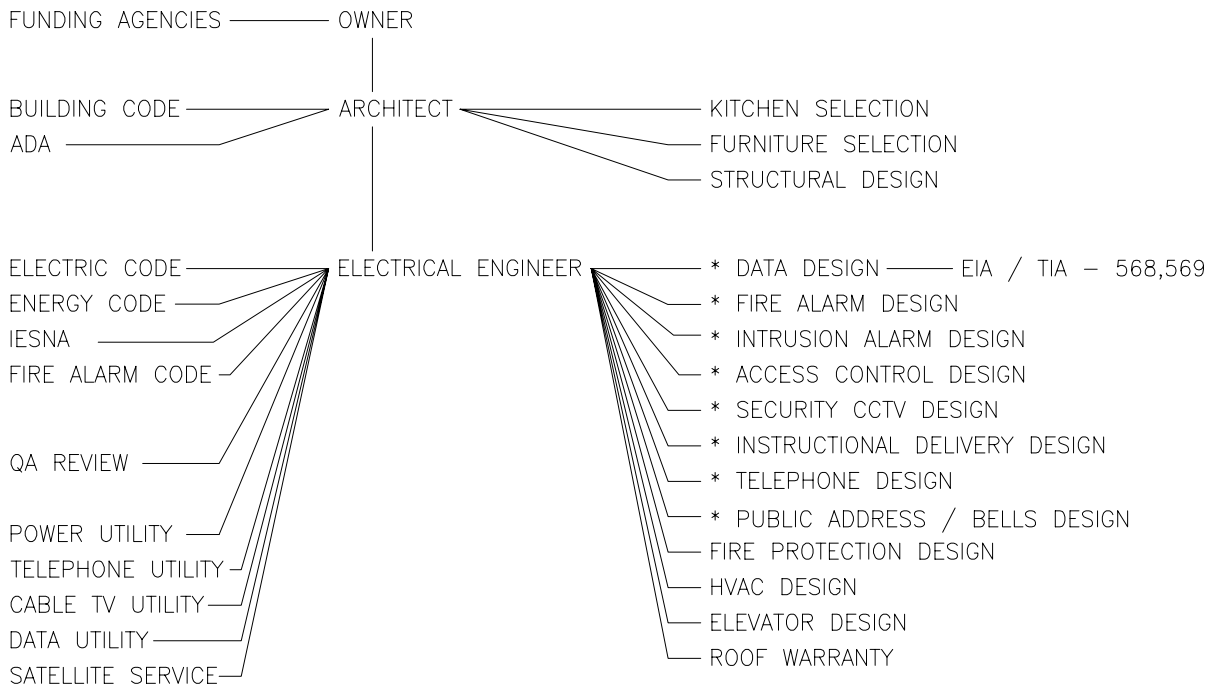 FUNDING AGENCIES OWNER
BUILDING CODE ARCHITECT KITCHEN SELECTION
ADA FURNITURE SELECTION
STRUCTURAL DESIGN
ELECTRIC CODE ELECTRICAL ENGINEER * DATA DESIGN EIA / TIA - 568,569
ENERGY CODE * FIRE ALARM DESIGN
IESNA * INTRUSION ALARM DESIGN
FIRE ALARM CODE * ACCESS CONTROL DESIGN
* SECURITY CCTV DESIGN
* INSTRUCTIONAL DELIVERY DESIGN
QA REVIEW
* TELEPHONE DESIGN
* PUBLIC ADDRESS / BELLS DESIGN
POWER UTILITY
FIRE PROTECTION DESIGN
TELEPHONE UTILITY
HVAC DESIGN
CABLE TV UTILITY
ELEVATOR DESIGN
DATA UTILITY
ROOF WARRANTY
SATELLITE SERVICE